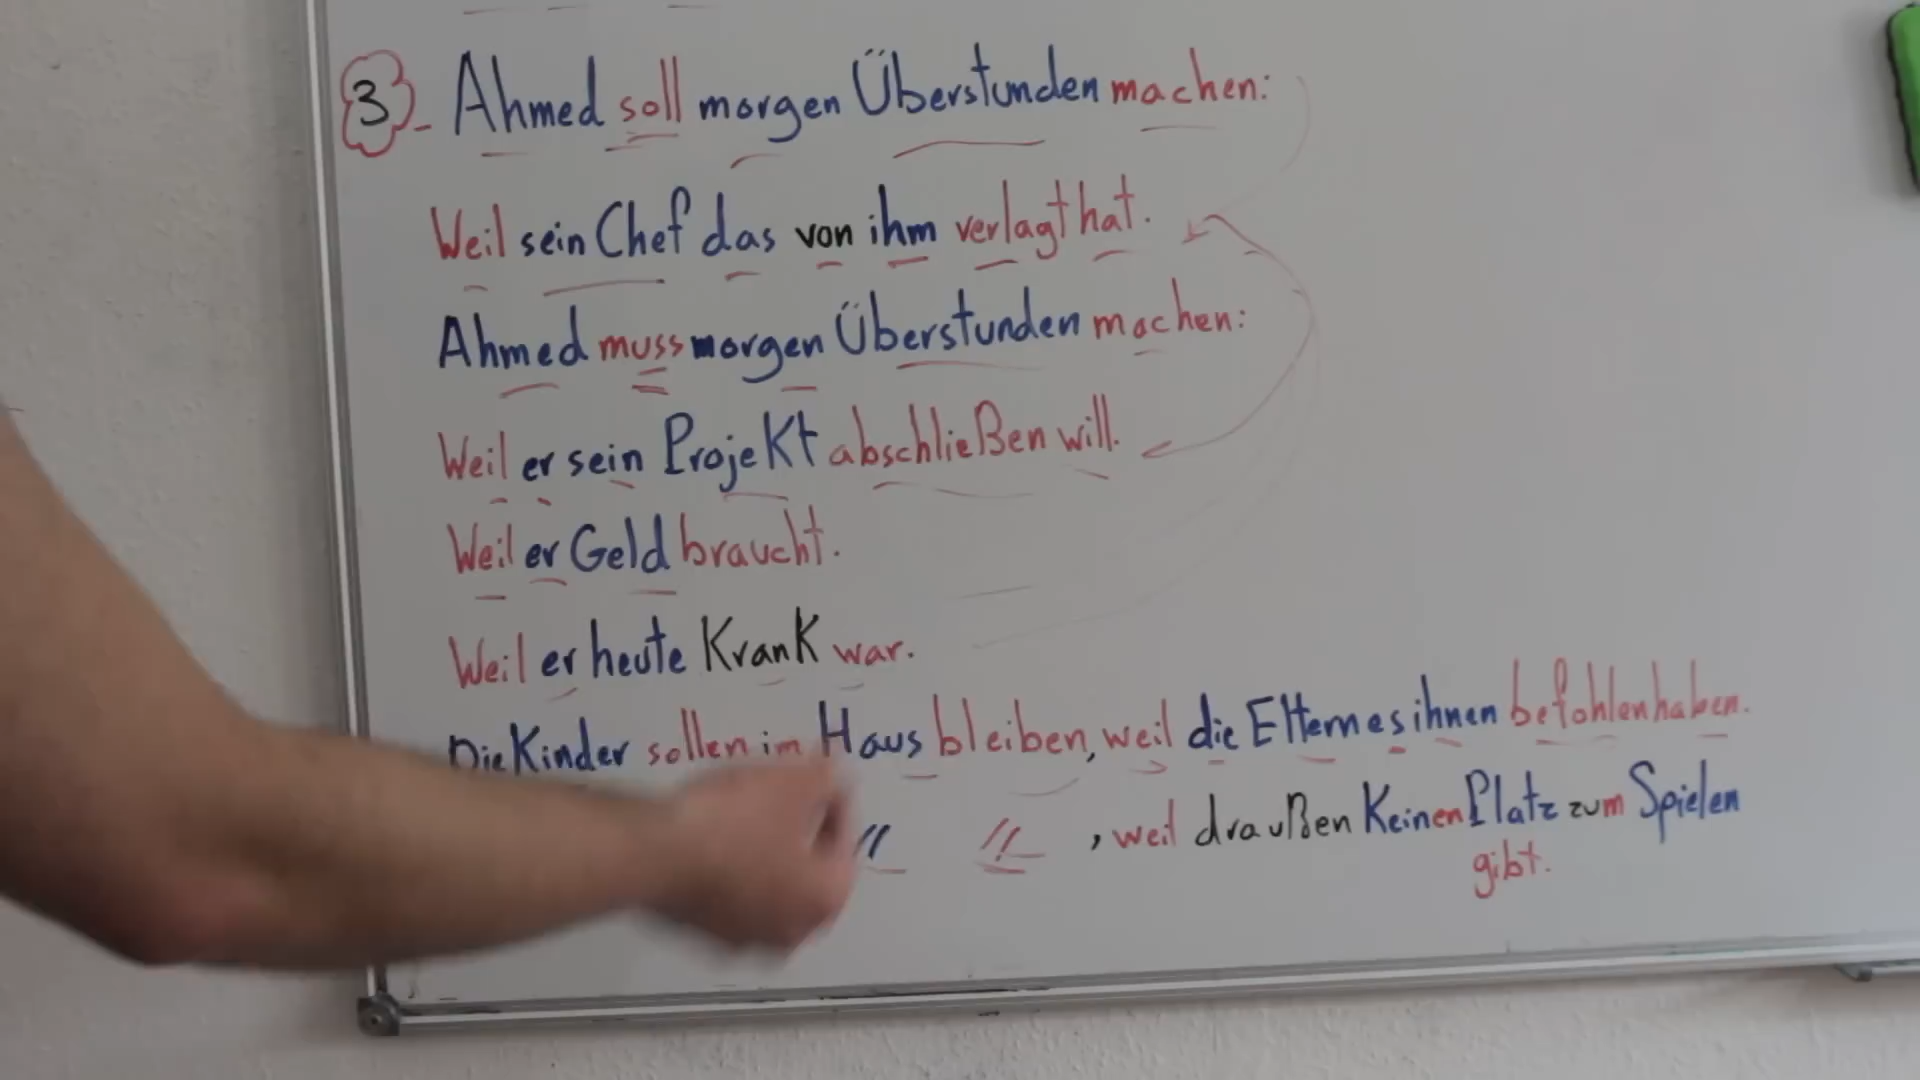 3- Ahmed soll morgen Überstunden machen:
Weil sein Chef das von ihm verlagt hat.
Ahmed muss morgen Überstunden machen:
Weil er sein Projekt abschließen will.
Weil er Geld braucht.
Weil er heute Krank war.
Die Kinder sollen im Haus bleiben, weil die Eltern es ihnen befohlen haben.
〃 〃 , weil draußen Keinen Platz zum Spielen
gibt.